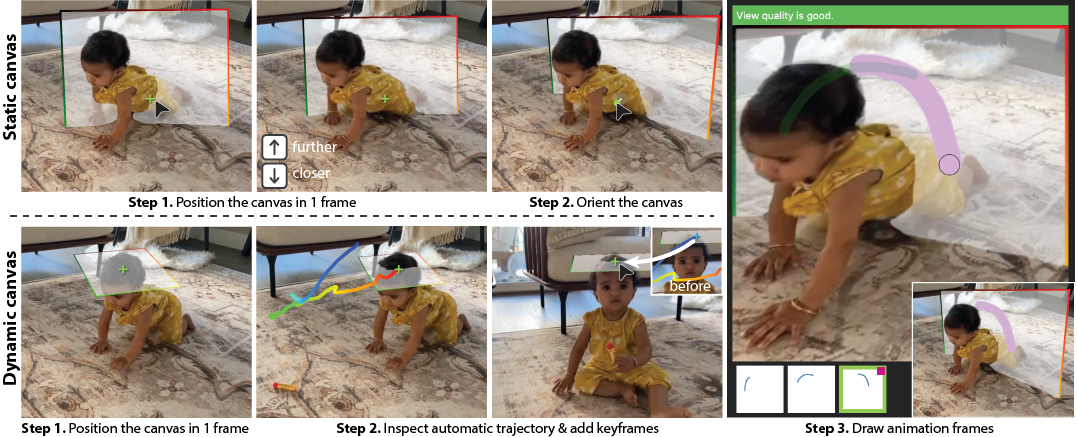 Static canvas
further
closer
Step 1. Position the canvas in 1 frame
Step 2. Orient the canvas
Dynamic canvas
before
Step 1. Position the canvas in 1 frame
Step 2. Inspect automatic trajectory & add keyframes
View quality is good.
Step 3. Draw animation frames